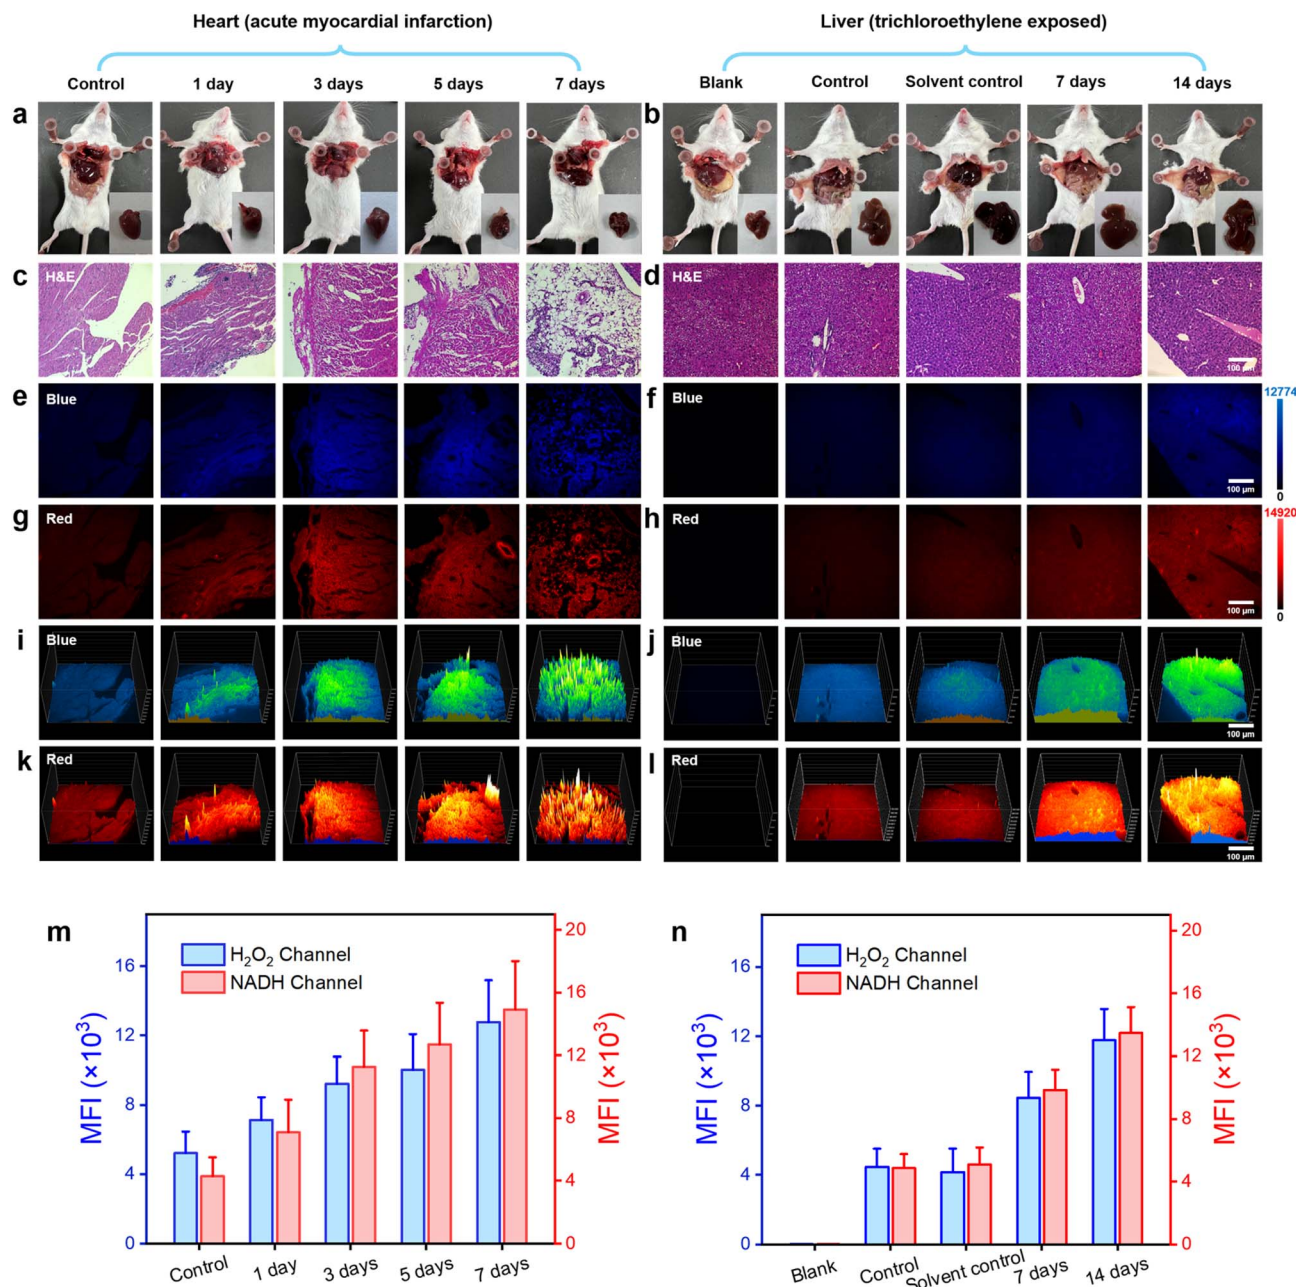 Heart (acute myocardial infarction)
Liver (trichloroethylene exposed)
Control 1 day 3 days 5 days 7 days
Blank Control Solvent control 7 days 14 days
a
b
c H&E
d H&E
100 µm
e Blue
f Blue
100 µm
12774
0
g Red
h Red
100 µm
14920
0
i Blue
j Blue
100 µm
k Red
l Red
100 µm
m
H₂O₂ Channel
NADH Channel
MFI (×10³)
16
12
8
4
0
20
16
12
8
4
0
MFI (×10³)
Control 1 day 3 days 5 days 7 days
n
H₂O₂ Channel
NADH Channel
MFI (×10³)
16
12
8
4
0
20
16
12
8
4
0
MFI (×10³)
Blank Control Solvent control 7 days 14 days